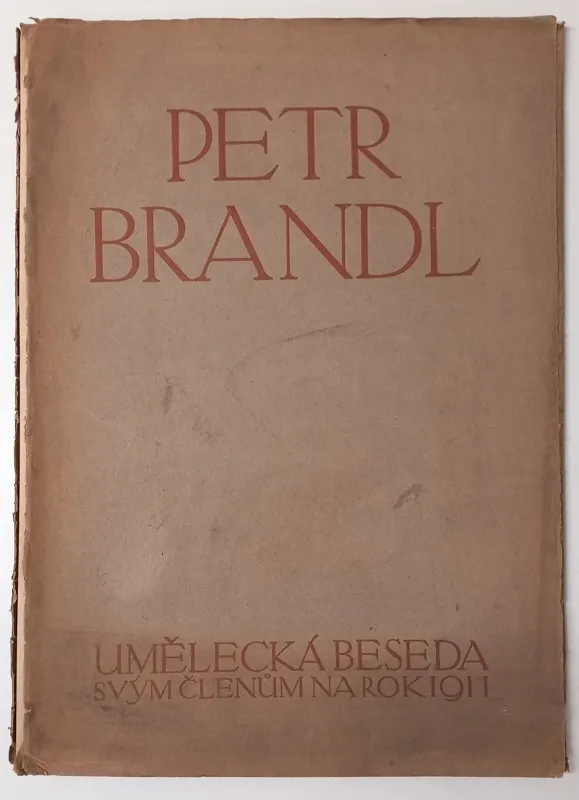 PETR
BRANDL
UMĚLECKÁ BESEDA
SVÝM ČLENŮM NA ROK 1911